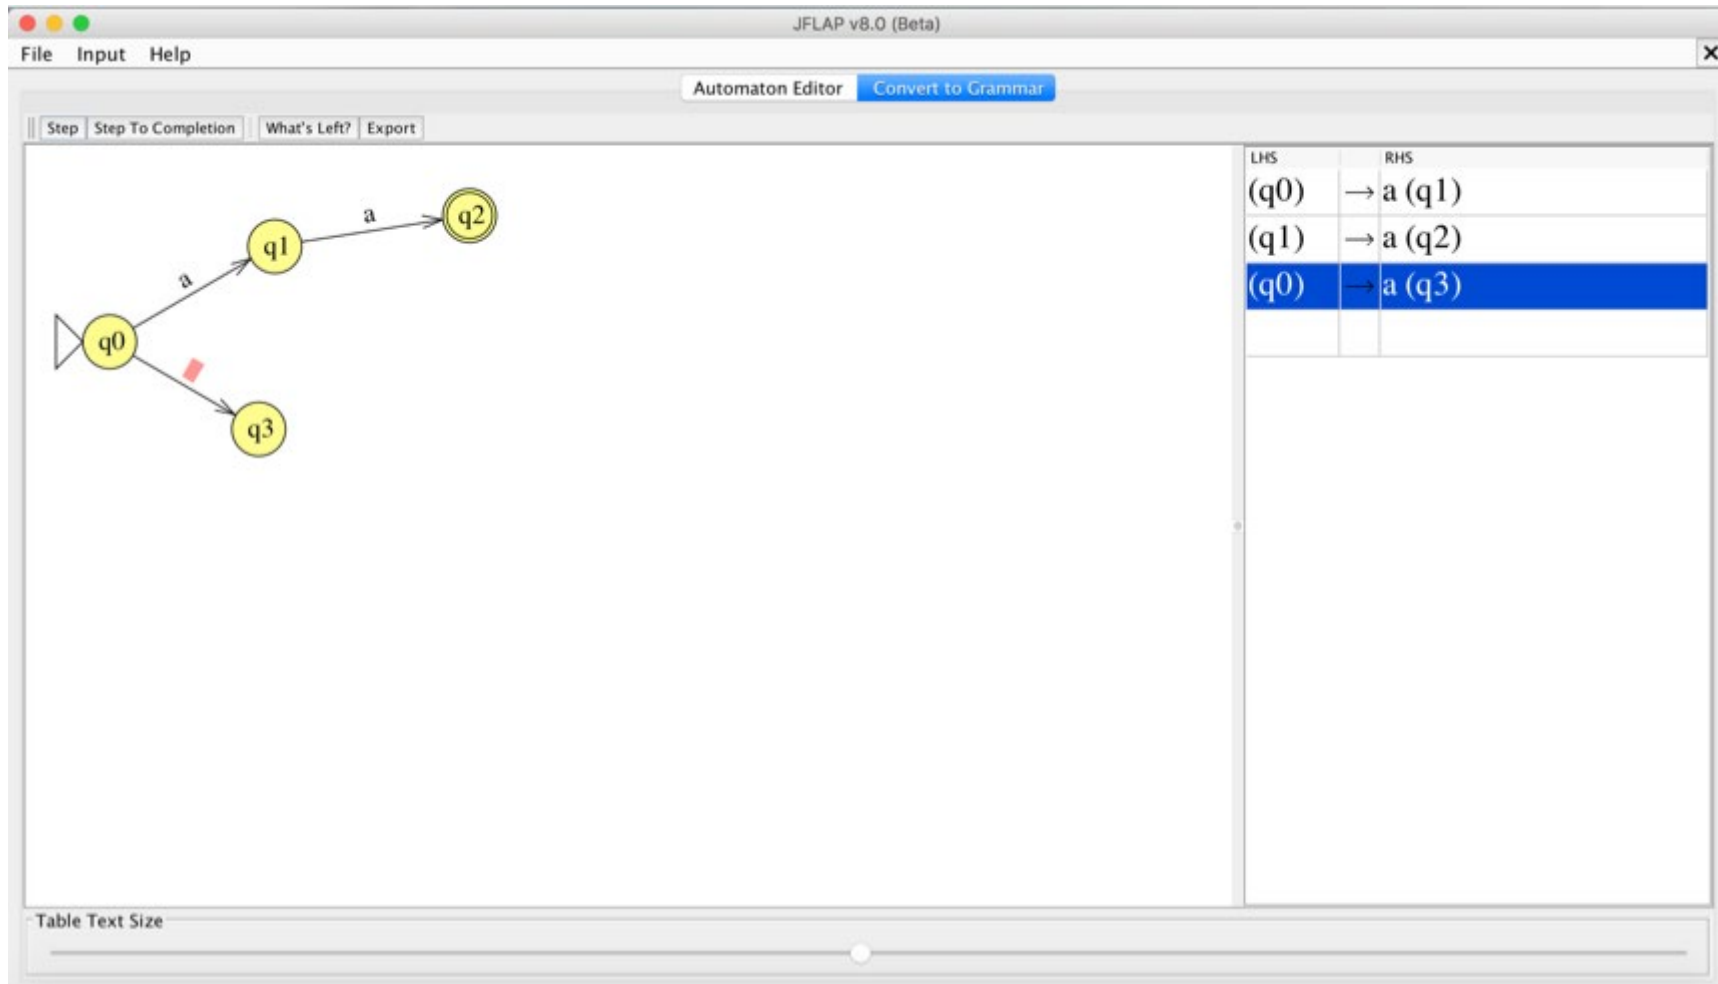 JFLAP v8.0 (Beta)
File Input Help
Automaton Editor Convert to Grammar
Step Step To Completion What's Left? Export
LHS RHS
(q0) → a (q1)
(q1) → a (q2)
(q0) → a (q3)
a q2
q1
a
q0
q3
Table Text Size